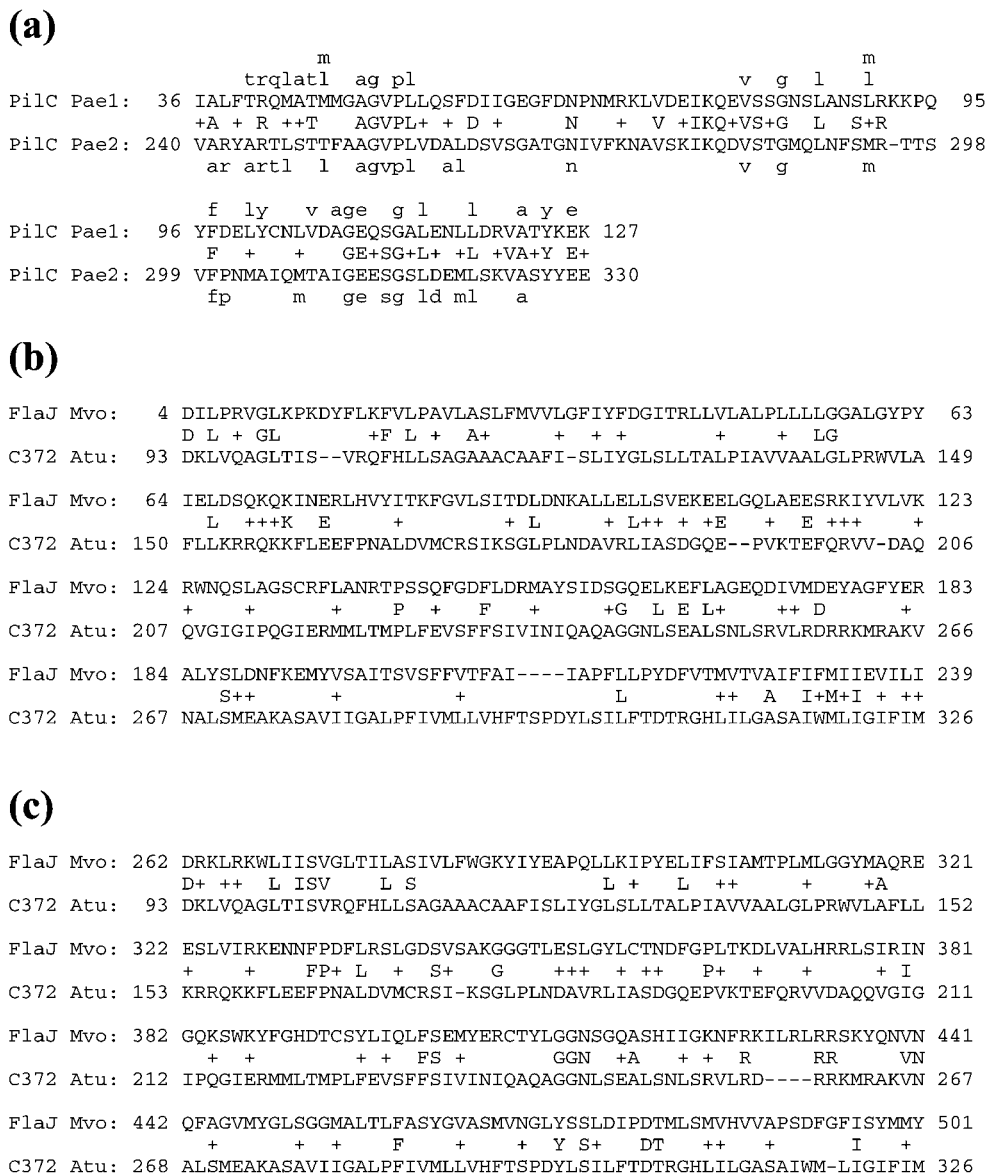 (a)
m m
trqlatl ag pl v g l l
PilC Pae1: 36 IALFTRQMATMMGAGVPLLQSFDIIGEGFDNPNMRKLVDEIKQEVSSGNSLANSLRKKPQ 95
+A + R ++T AGVPL+ + D + N + V +IKQ+VS+G L S+R
PilC Pae2: 240 VARYARTLSTTFAAGVPLVDALDSVSGATGNIVFKNAVSKIKQDVSTGMQLNFSMR-TTS 298
ar artl l agvpl al n v g m
f ly v age g l l a y e
PilC Pae1: 96 YFDELYCNLVDAGEQSGALENLLDRVATYKEK 127
F + + GE+SG+L+ +L +VA+Y E+
PilC Pae2: 299 VFPNMAIQMTAIGEESGSLDEMLSKVASYYEE 330
fp m ge sg ld ml a
(b)
FlaJ Mvo: 4 DILPRVGLKPKDYFLKFVLPAVLASLFMVVLGFIYFDGITRLLVLALPLLLLGGALGYPY 63
D L + GL +F L + A+ + + + + + LG
C372 Atu: 93 DKLVQAGLTIS--VRQFHLLSAGAAACAAFI-SLIYGLSLLTALPIAVVAALGLPRWVLA 149
FlaJ Mvo: 64 IELDSQKQKINERLHVYITKFGVLSITDLDNKALLELLSVEKEELGQLAEESRKIYVLVK 123
L +++K E + + L + L++ + +E + E +++ +
C372 Atu: 150 FLLKRRQKKFLEEFPNALDVMCRSIKSGLPLNDAVRLIASDGQE--PVKTEFQRVV-DAQ 206
FlaJ Mvo: 124 RWNQSLAGSCRFLANRTPSSQFGDFLDRMAYSIDSGQELKEFLAGEQDIVMDEYAGFYER 183
+ + + P + F + +G L E L+ ++ D +
C372 Atu: 207 QVGIGIPQGIERMMLTMPLFEVSFFSIVINIQAQAGGNLSEALSNLSRVLRDRRKMRAKV 266
FlaJ Mvo: 184 ALYSLDNFKEMYVSAITSVSFFVTFAI----IAPFLLPYDFVTMVTVAIFIFMIIEVILI 239
S++ + + L ++ A I+M+I + ++
C372 Atu: 267 NALSMEAKASAVIIGALPFIVMLLVHFTSPDYLSILFTDTRGHLILGASAIWMLIGIFIM 326
(c)
FlaJ Mvo: 262 DRKLRKWLIISVGLTILASIVLFWGKYIYEAPQLLKIPYELIFSIAMTPLMLGGYMAQRE 321
D+ ++ L ISV L S L + L ++ + +A
C372 Atu: 93 DKLVQAGLTISVRQFHLLSAGAAACAAFISLIYGLSLLTALPIAVVAALGLPRWVLAFLL 152
FlaJ Mvo: 322 ESLVIRKENNFPDFLRSLGDSVSAKGGGTLESLGYLCTNDFGPLTKDLVALHRRLSIRIN 381
+ + FP+ L + S+ G +++ + ++ P+ + + + I
C372 Atu: 153 KRRQKKFLEEFPNALDVMCRSI-KSGLPLNDAVRLIASDGQEPVKTEFQRVVDAQQVGIG 211
FlaJ Mvo: 382 GQKSWKYFGHDTCSYLIQLFSEMYERCTYLGGNSGQASHIIGKNFRKILRLRRSKYQNVN 441
+ + + + FS + GGN +A + + R RR VN
C372 Atu: 212 IPQGIERMMLTMPLFEVSFFSIVINIQAQAGGNLSEALSNLSRVLRD----RRKMRAKVN 267
FlaJ Mvo: 442 QFAGVMYGLSGGMALTLFASYGVASMVNGLYSSLDIPDTMLSMVHVVAPSDFGFISYMMY 501
+ + + F + + Y S+ DT ++ + I +
C372 Atu: 268 ALSMEAKASAVIIGALPFIVMLLVHFTSPDYLSILFTDTRGHLILGASAIWM-LIGIFIM 326